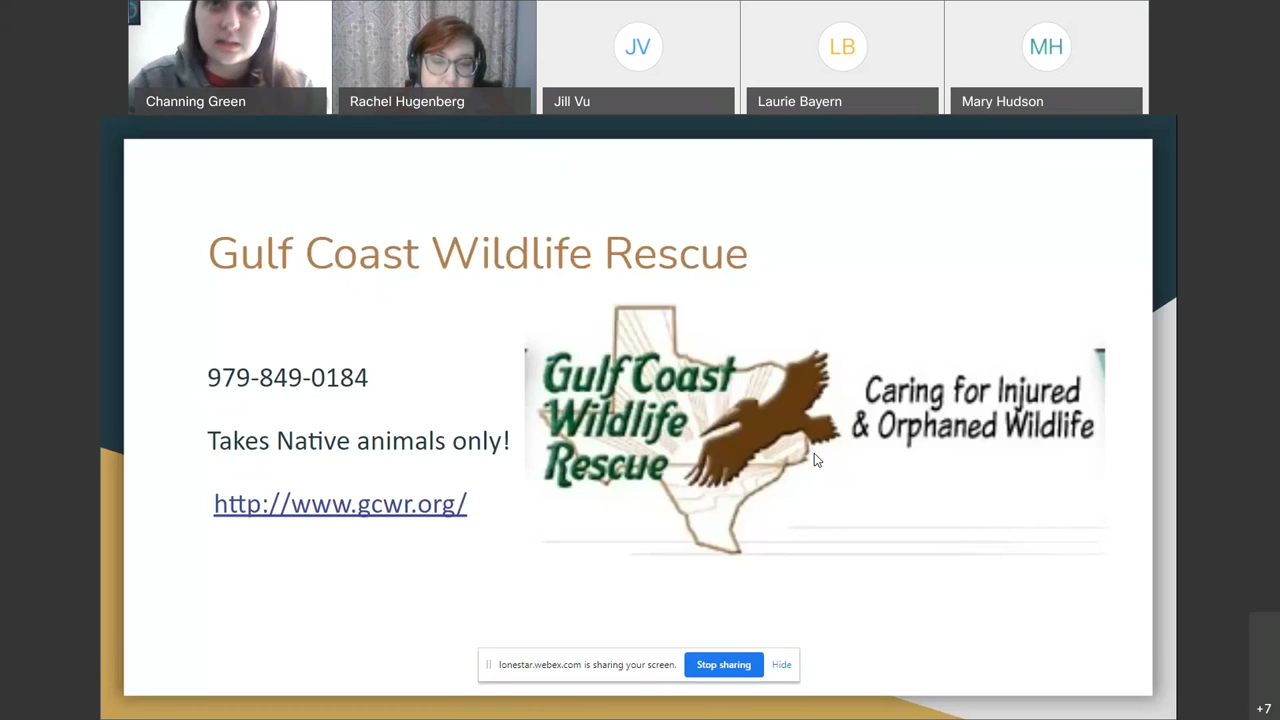 JV
LB
MH
Channing Green
Rachel Hugenberg
Jill Vu
Laurie Bayern
Mary Hudson
Gulf Coast Wildlife Rescue
979-849-0184
Takes Native animals only!
http://www.gcwr.org/
Gulf Coast
Wildlife
Rescue
Caring for Injured
& Orphaned Wildlife
lonestar.webex.com is sharing your screen.
Stop sharing
Hide
+7